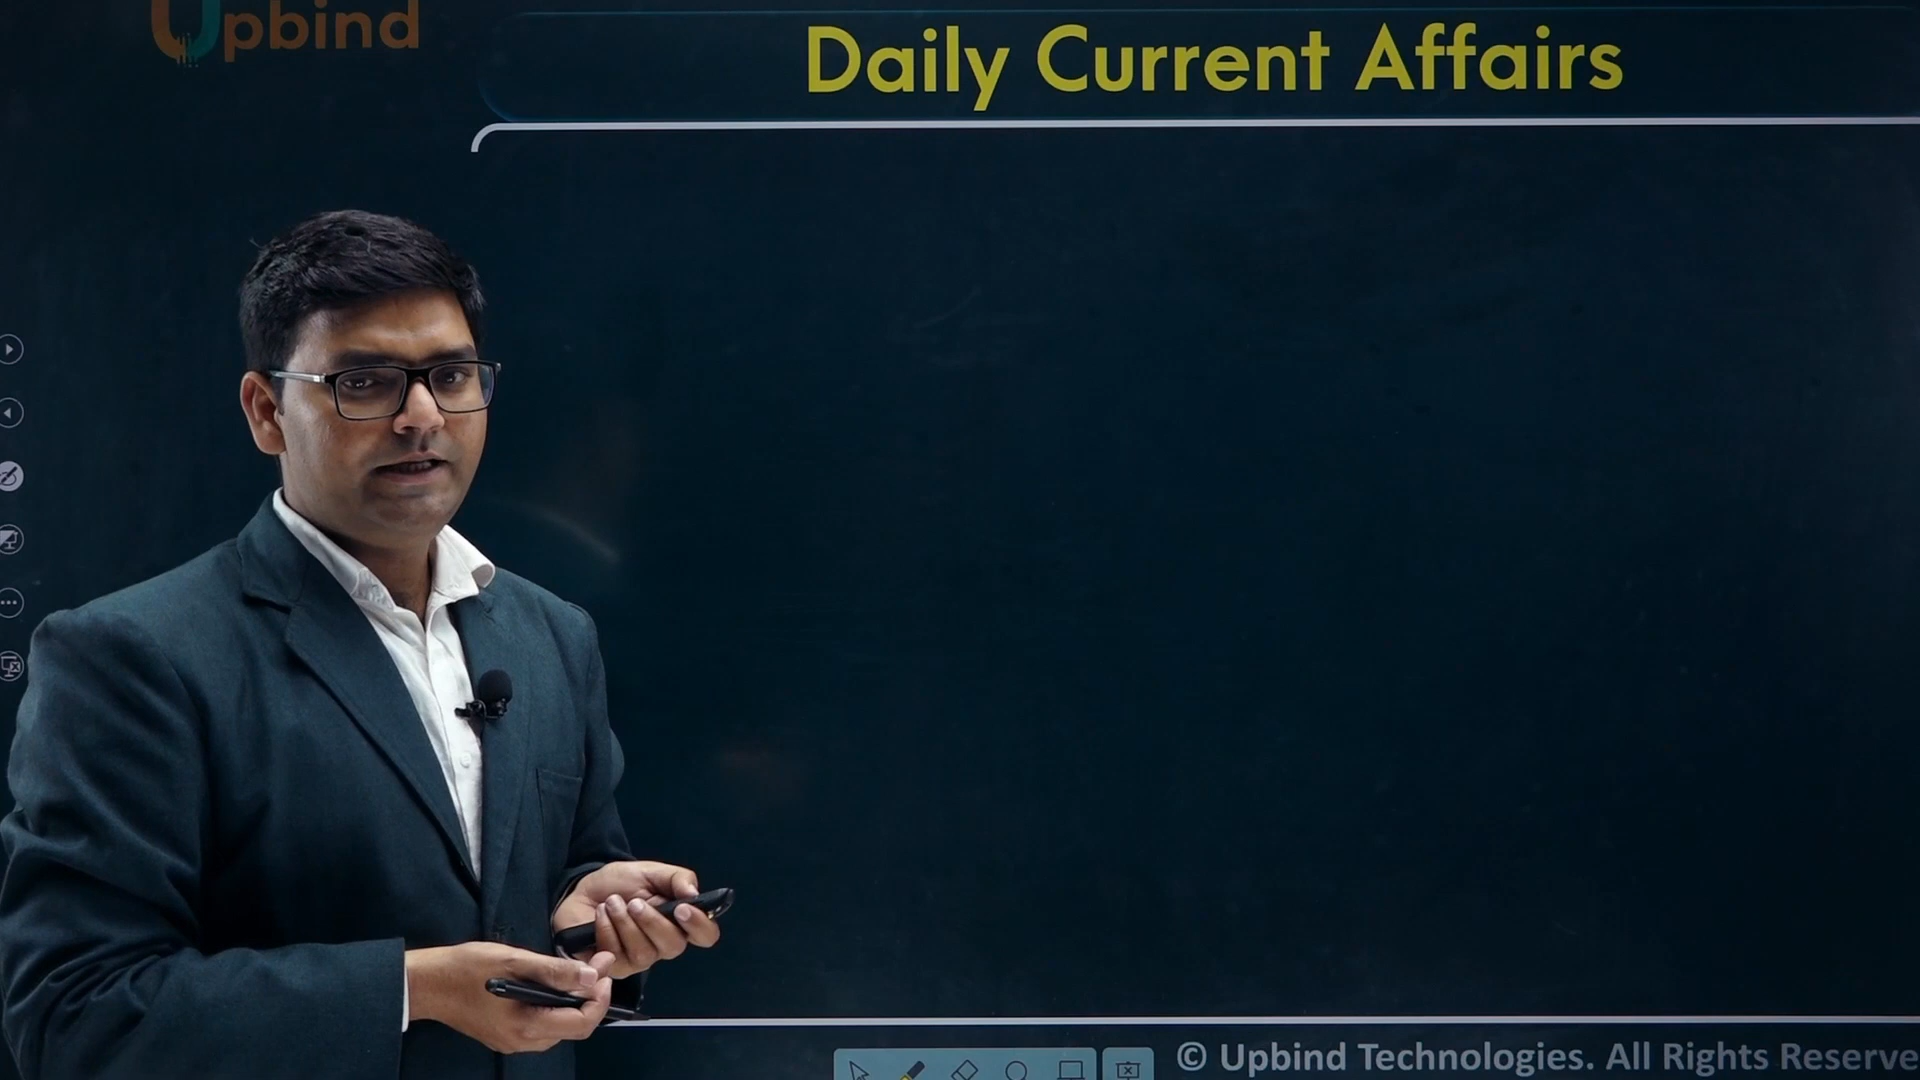 Upbind
Daily Current Affairs
© Upbind Technologies. All Rights Reserve